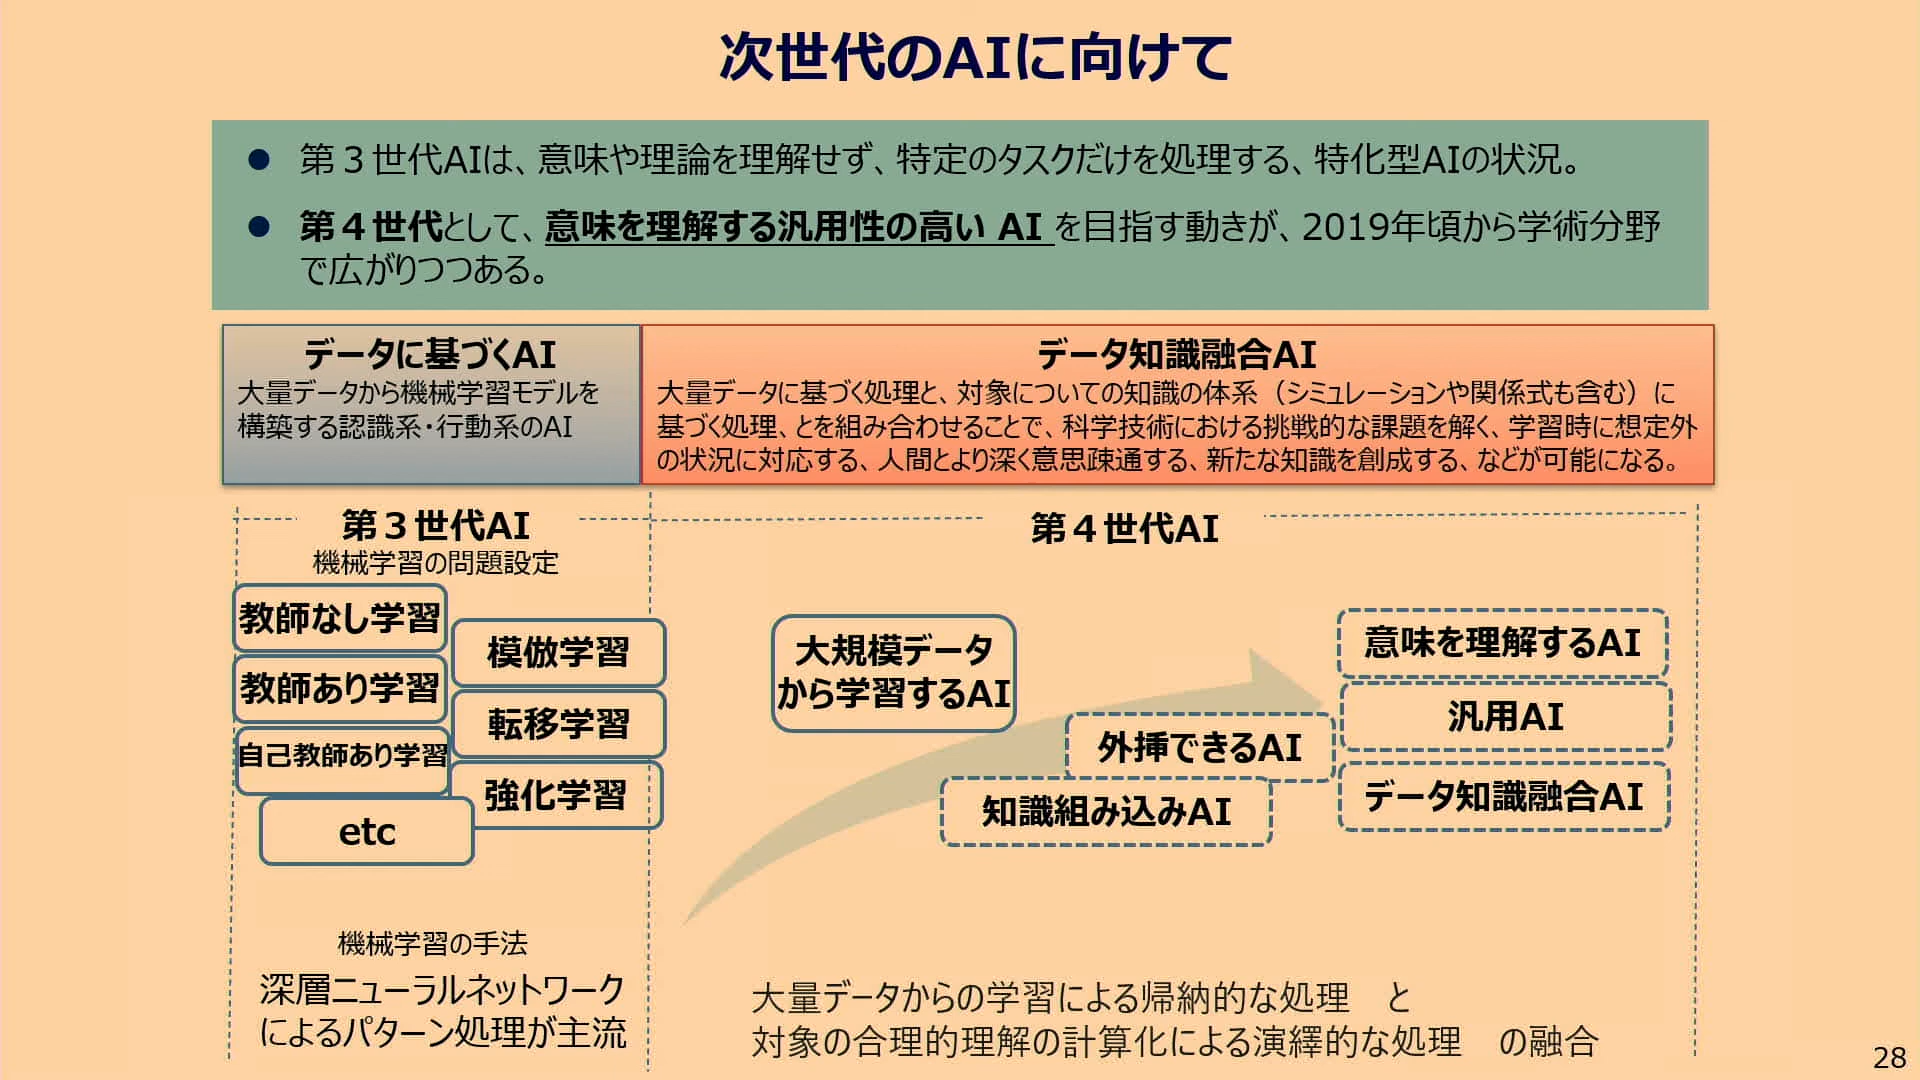 次世代のAIに向けて
● 第３世代AIは、意味や理論を理解せず、特定のタスクだけを処理する、特化型AIの状況。
● 第４世代として、意味を理解する汎用性の高い AI を目指す動きが、2019年頃から学術分野
で広がりつつある。
データに基づくAI
大量データから機械学習モデルを
構築する認識系・行動系のAI
データ知識融合AI
大量データに基づく処理と、対象についての知識の体系（シミュレーションや関係式も含む）に
基づく処理、とを組み合わせることで、科学技術における挑戦的な課題を解く、学習時に想定外
の状況に対応する、人間とより深く意思疎通する、新たな知識を創成する、などが可能になる。
第３世代AI
機械学習の問題設定
教師なし学習
教師あり学習
自己教師あり学習
etc
模倣学習
転移学習
強化学習
機械学習の手法
深層ニューラルネットワーク
によるパターン処理が主流
第４世代AI
大規模データ
から学習するAI
外挿できるAI
知識組み込みAI
意味を理解するAI
汎用AI
データ知識融合AI
大量データからの学習による帰納的な処理　と
対象の合理的理解の計算化による演繹的な処理　の融合
28